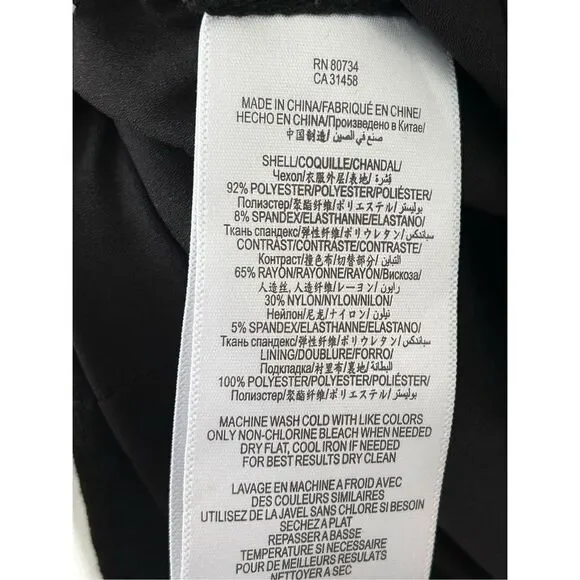 RN 80734
CA 31458
MADE IN CHINA/FABRIQUÉ EN CHINE/
HECHO EN CHINA/Произведено в Китае/
中国制造/ صنع في الصين/
SHELL/COQUILLE/CHANDAL/
Чехол/衣服外层/表地/ قشرة/
92% POLYESTER/POLYESTER/POLIÉSTER/
Полиэстер/聚酯纤维/ポリエステル/ بوليستر/
8% SPANDEX/ELASTHANNE/ELASTANO/
Ткань спандекс/弹性纤维/ポリウレタン/ سباندكس/
CONTRAST/CONTRASTE/CONTRASTE/
Контраст/撞色布/切替部分/ التباين/
65% RAYON/RAYONNE/RAYON/Вискоза/
人造丝, 人造纤维/レーヨン/ رايون/
30% NYLON/NYLON/NILON/
Нейлон/尼龙/ナイロン/ نيلون/
5% SPANDEX/ELASTHANNE/ELASTANO/
Ткань спандекс/弹性纤维/ポリウレタン/ سباندكس/
LINING/DOUBLURE/FORRO/
Подкладка/衬里布/裏地/ البطانة/
100% POLYESTER/POLYESTER/POLIÉSTER/
Полиэстер/聚酯纤维/ポリエステル/ بوليستر/
MACHINE WASH COLD WITH LIKE COLORS
ONLY NON-CHLORINE BLEACH WHEN NEEDED
DRY FLAT, COOL IRON IF NEEDED
FOR BEST RESULTS DRY CLEAN
LAVAGE EN MACHINE A FROID AVEC
DES COULEURS SIMILAIRES
UTILISEZ DE LA JAVEL SANS CHLORE SI BESOIN
SECHEZ A PLAT
REPASSER A BASSE
TEMPERATURE SI NECESSAIRE
POUR DE MEILLEURS RESULTATS
NETTOYER A SEC